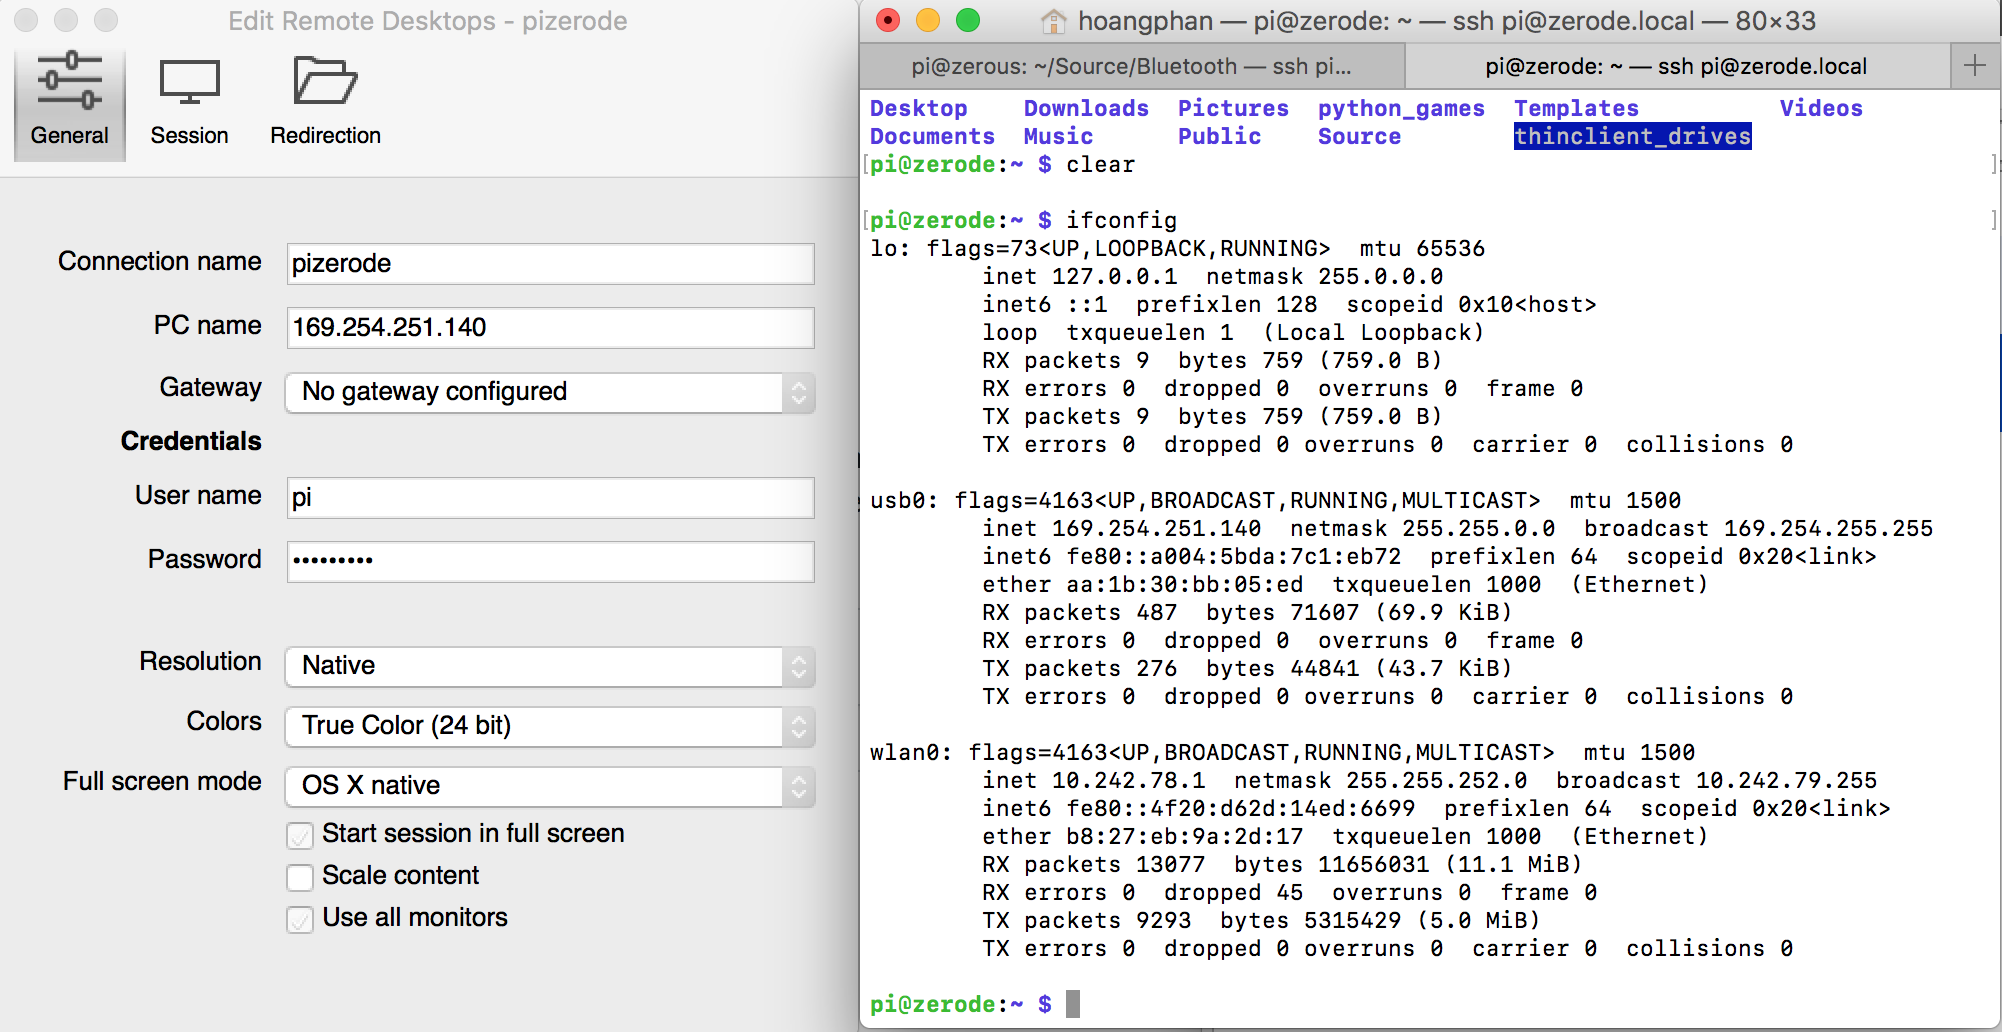 Edit Remote Desktops - pizerode
General Session Redirection
Connection name pizerode
PC name 169.254.251.140
Gateway No gateway configured
Credentials
User name pi
Password •••••••••
Resolution Native
Colors True Color (24 bit)
Full screen mode OS X native
Start session in full screen
Scale content
Use all monitors
hoangphan — pi@zerode: ~ — ssh pi@zerode.local — 80×33
pi@zerous: ~/Source/Bluetooth — ssh pi... pi@zerode: ~ — ssh pi@zerode.local +
Desktop Downloads Pictures python_games Templates Videos
Documents Music Public Source thinclient_drives
[pi@zerode:~ $ clear ]
[pi@zerode:~ $ ifconfig ]
lo: flags=73<UP,LOOPBACK,RUNNING> mtu 65536
inet 127.0.0.1 netmask 255.0.0.0
inet6 ::1 prefixlen 128 scopeid 0x10<host>
loop txqueuelen 1 (Local Loopback)
RX packets 9 bytes 759 (759.0 B)
RX errors 0 dropped 0 overruns 0 frame 0
TX packets 9 bytes 759 (759.0 B)
TX errors 0 dropped 0 overruns 0 carrier 0 collisions 0
usb0: flags=4163<UP,BROADCAST,RUNNING,MULTICAST> mtu 1500
inet 169.254.251.140 netmask 255.255.0.0 broadcast 169.254.255.255
inet6 fe80::a004:5bda:7c1:eb72 prefixlen 64 scopeid 0x20<link>
ether aa:1b:30:bb:05:ed txqueuelen 1000 (Ethernet)
RX packets 487 bytes 71607 (69.9 KiB)
RX errors 0 dropped 0 overruns 0 frame 0
TX packets 276 bytes 44841 (43.7 KiB)
TX errors 0 dropped 0 overruns 0 carrier 0 collisions 0
wlan0: flags=4163<UP,BROADCAST,RUNNING,MULTICAST> mtu 1500
inet 10.242.78.1 netmask 255.255.252.0 broadcast 10.242.79.255
inet6 fe80::4f20:d62d:14ed:6699 prefixlen 64 scopeid 0x20<link>
ether b8:27:eb:9a:2d:17 txqueuelen 1000 (Ethernet)
RX packets 13077 bytes 11656031 (11.1 MiB)
RX errors 0 dropped 45 overruns 0 frame 0
TX packets 9293 bytes 5315429 (5.0 MiB)
TX errors 0 dropped 0 overruns 0 carrier 0 collisions 0
pi@zerode:~ $